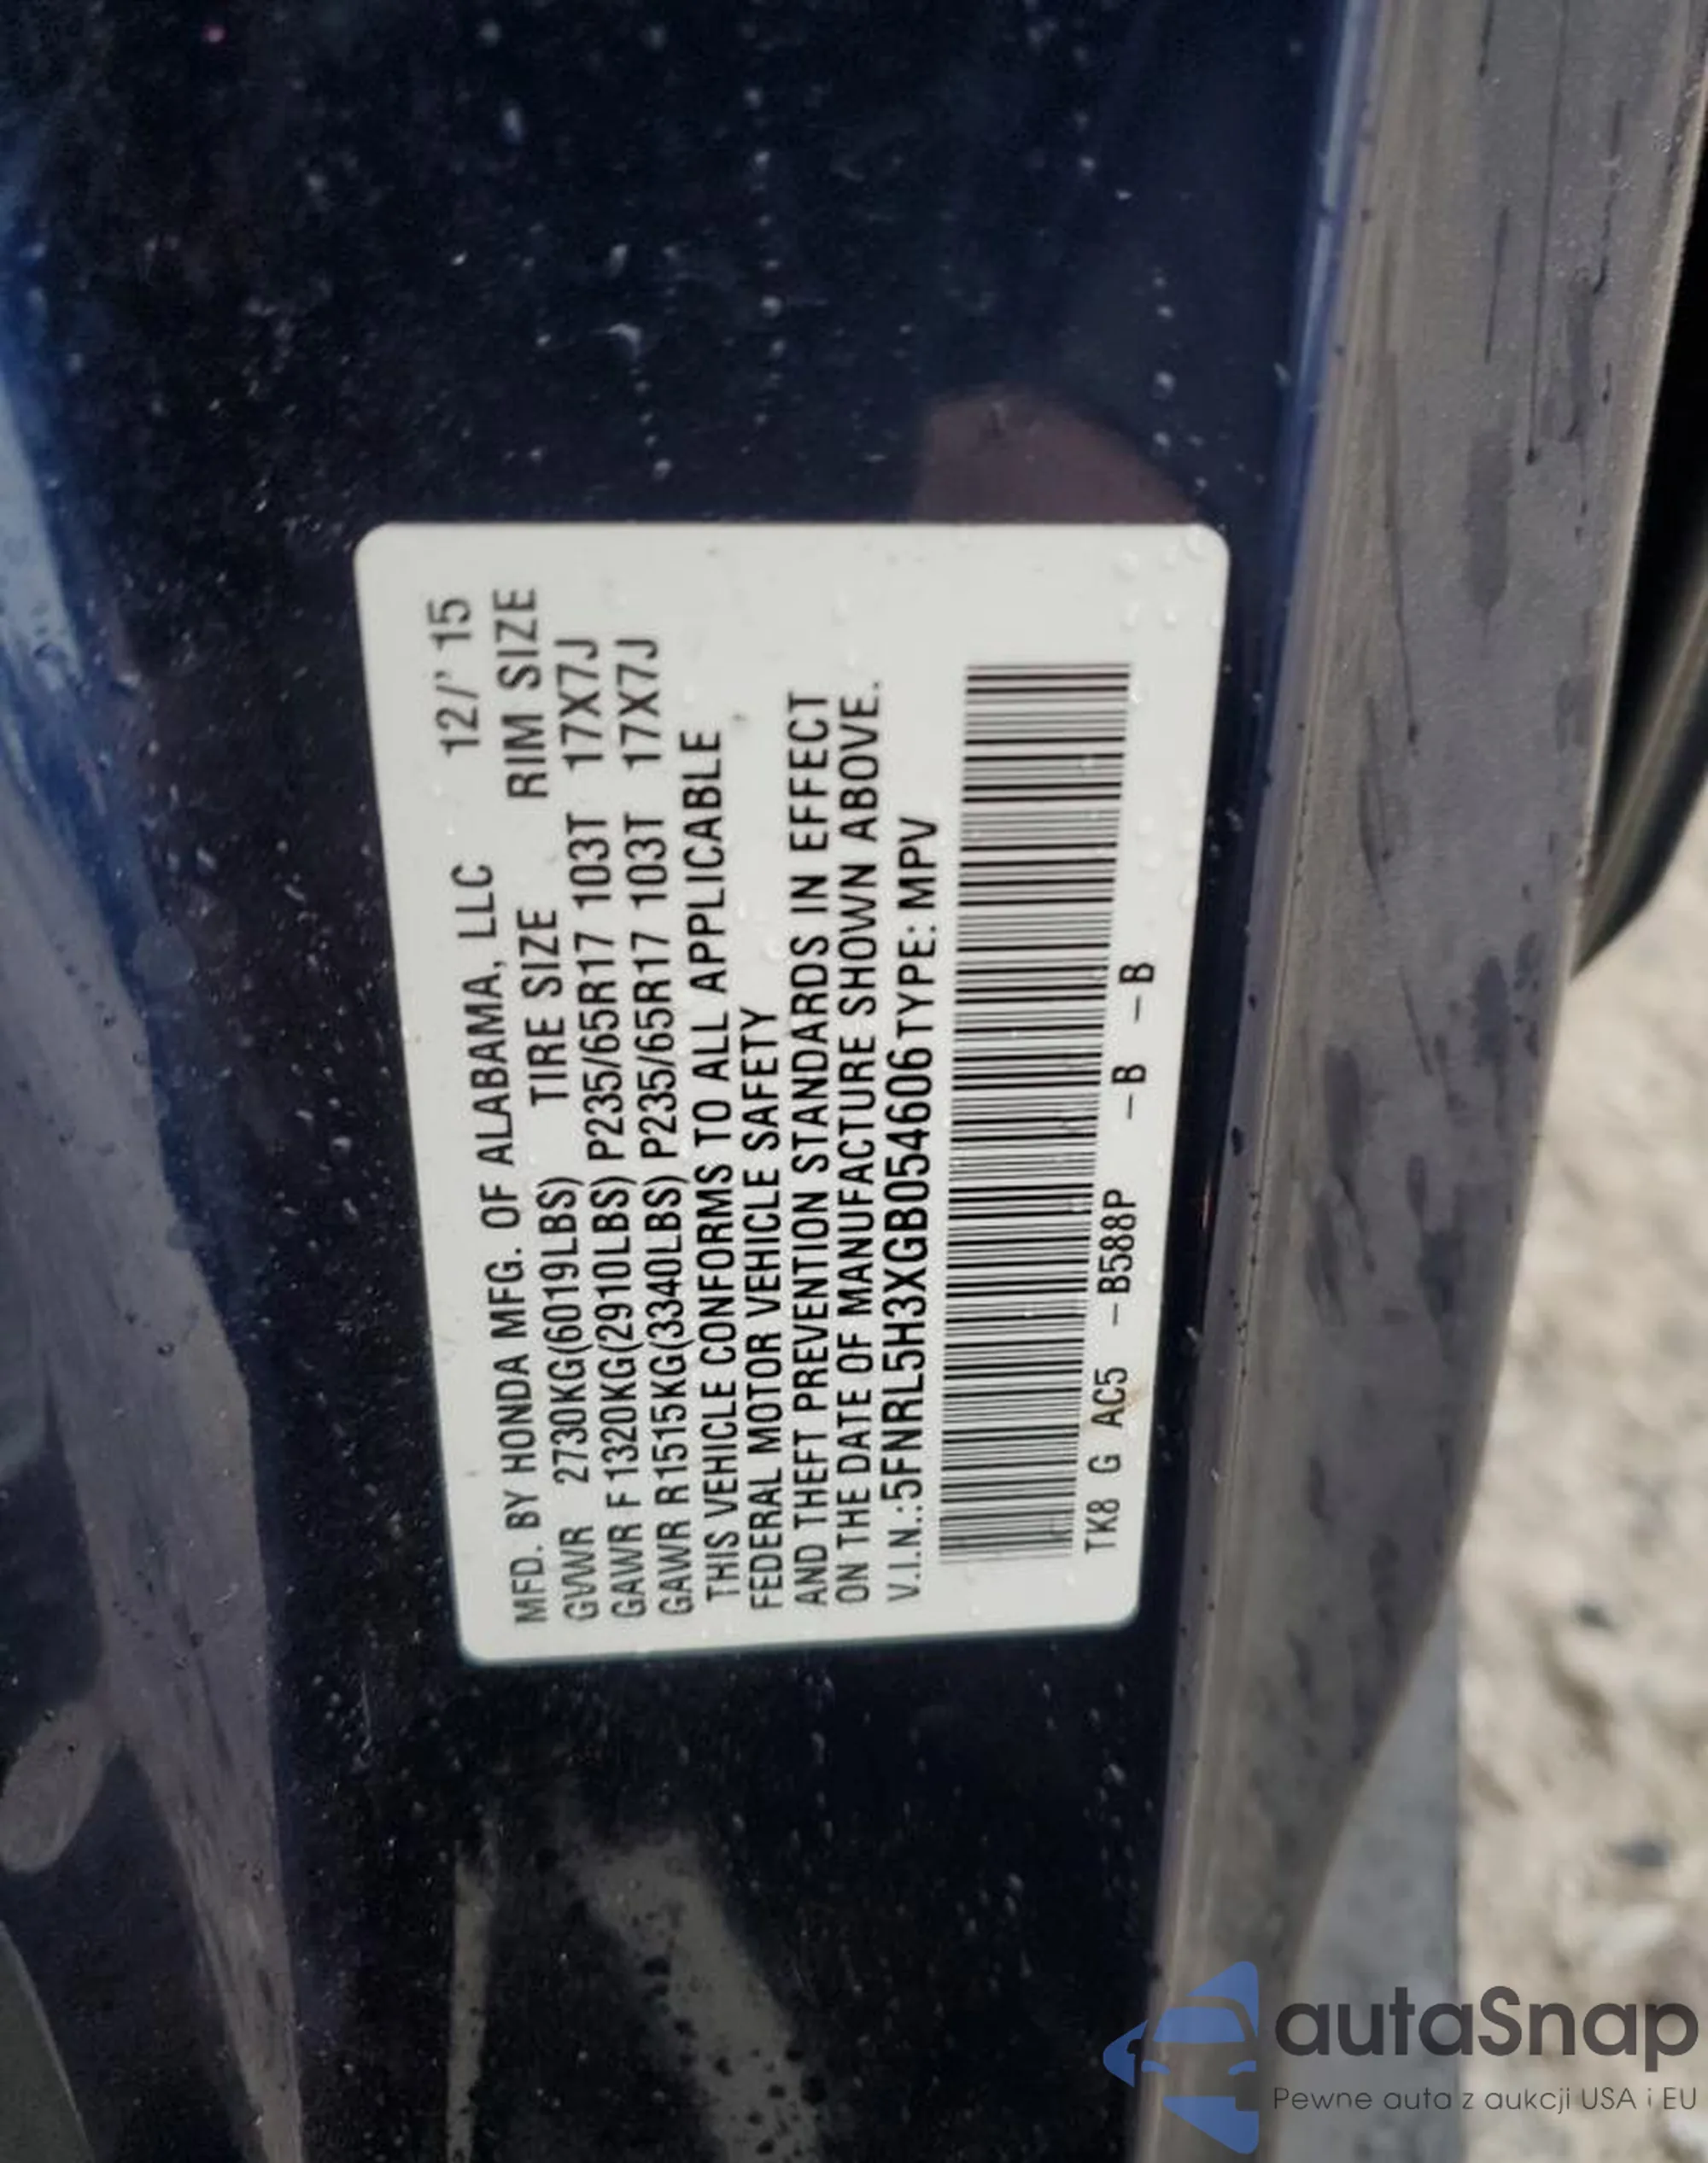 MFD. BY HONDA MFG. OF ALABAMA, LLC 12/' 15
GVWR 2730KG(6019LBS) TIRE SIZE RIM SIZE
GAWR F 1320KG(2910LBS) P235/65R17 103T 17X7J
GAWR R1515KG(3340LBS) P235/65R17 103T 17X7J
THIS VEHICLE CONFORMS TO ALL APPLICABLE
FEDERAL MOTOR VEHICLE SAFETY
AND THEFT PREVENTION STANDARDS IN EFFECT
ON THE DATE OF MANUFACTURE SHOWN ABOVE.
V.I.N.:5FNRL5H3XGB054606TYPE: MPV
TK8 G AC5 –B588P –B –B
autaSnap
Pewne auta z aukcji USA i EU